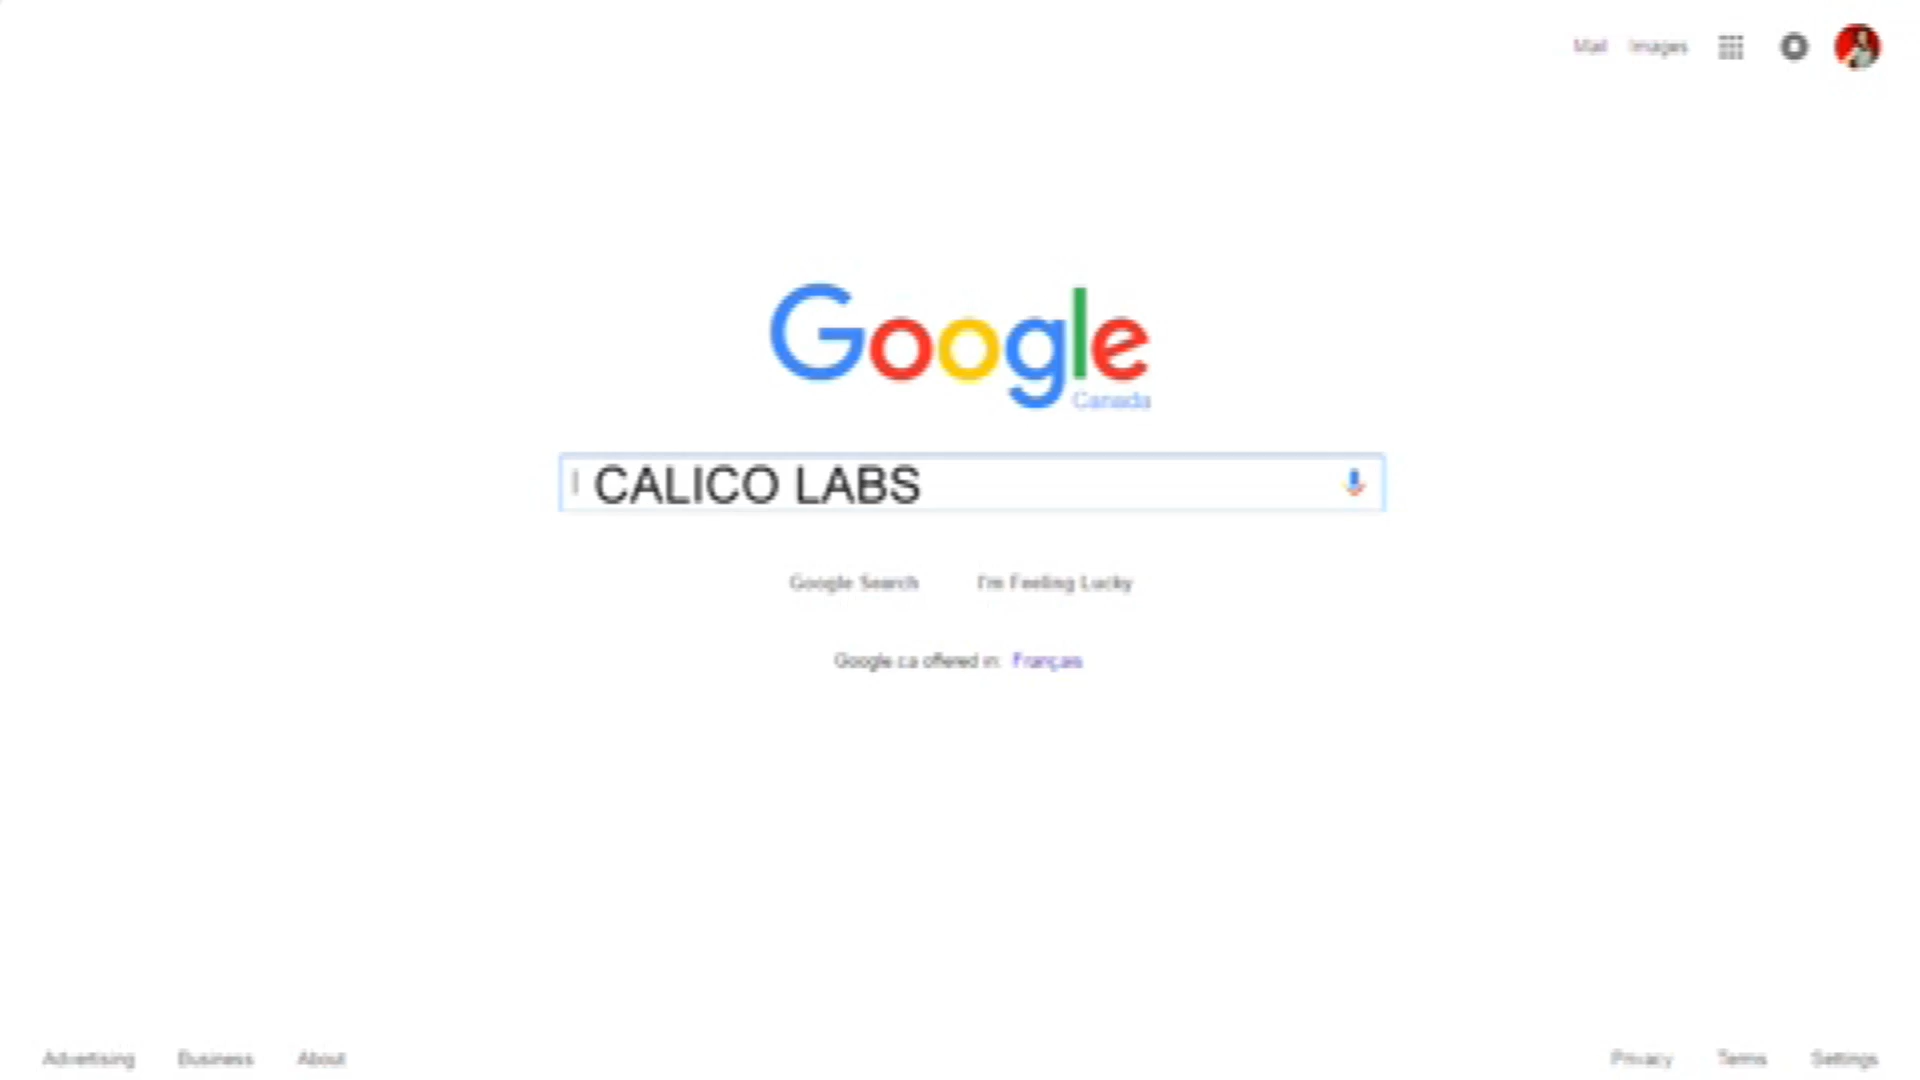 Mail Images
Google
Canada
CALICO LABS
Google Search I'm Feeling Lucky
Google.ca offered in: Français
Advertising Business About Privacy Terms Settings